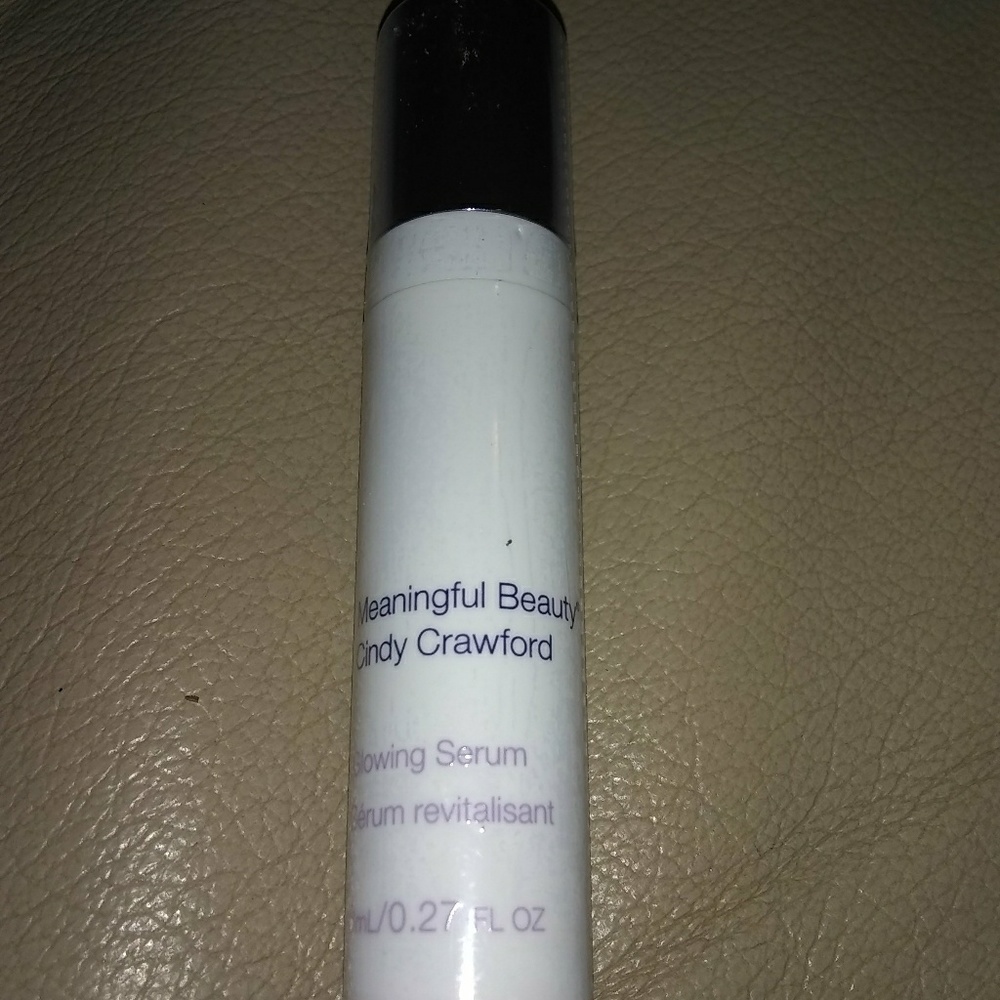 Meaningful Beauty®
Cindy Crawford
Glowing Serum
Sérum revitalisant
mL/0.27 FL OZ